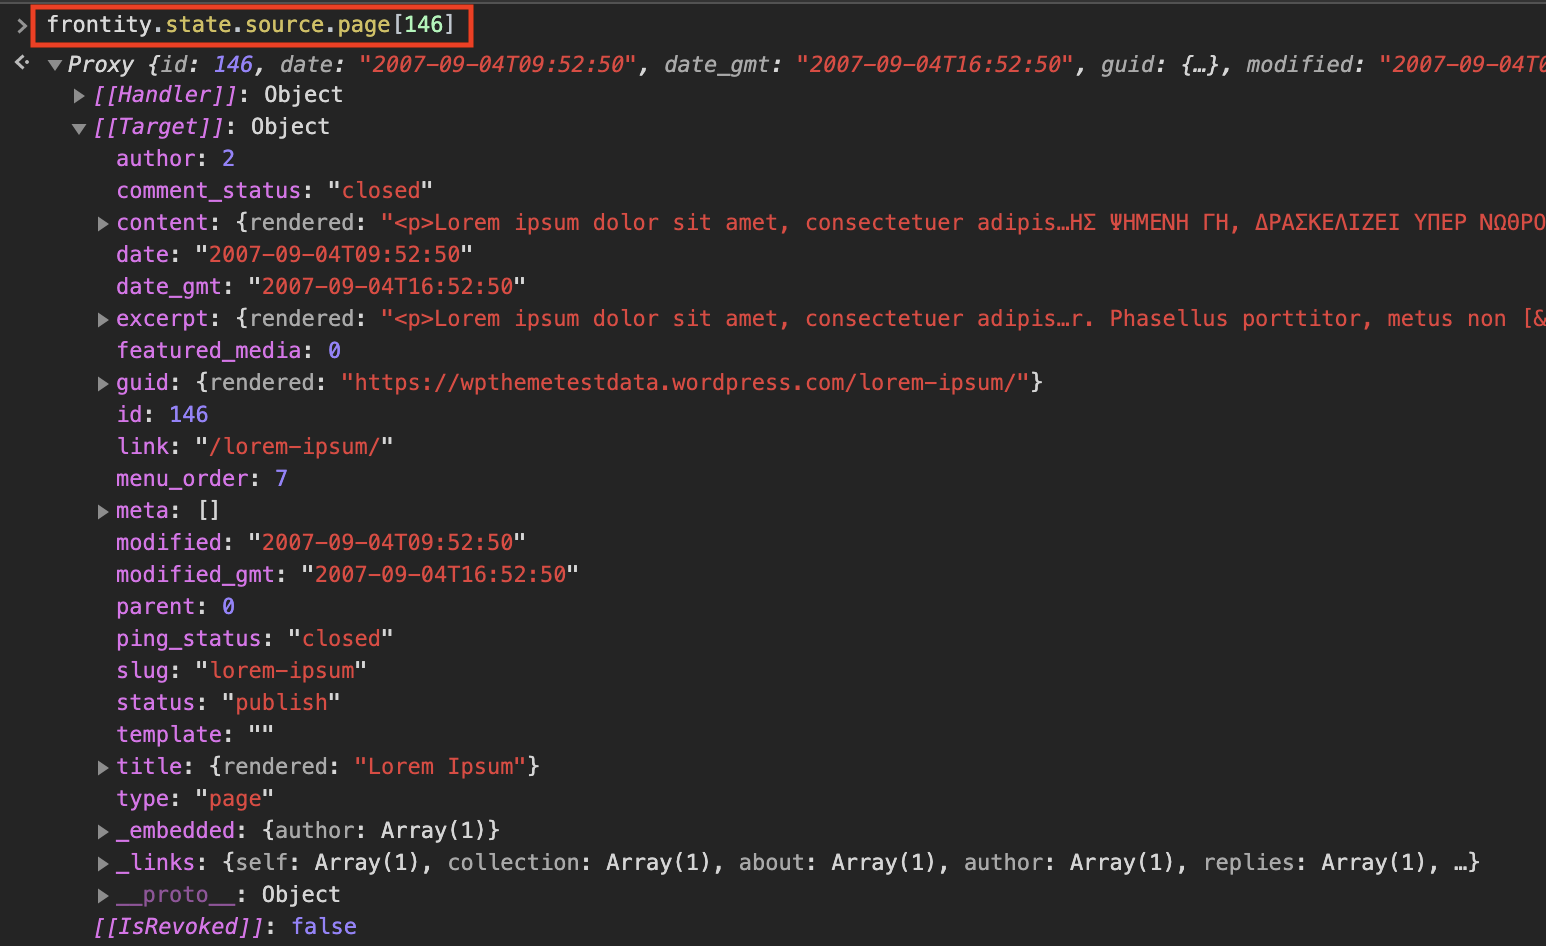 frontity.state.source.page[146]
Proxy {id: 146, date: "2007-09-04T09:52:50", date_gmt: "2007-09-04T16:52:50", guid: {…}, modified: "2007-09-04T0
[[Handler]]: Object
[[Target]]: Object
author: 2
comment_status: "closed"
content: {rendered: "<p>Lorem ipsum dolor sit amet, consectetuer adipis…ΗΣ ΨΗΜΕΝΗ ΓΗ, ΔΡΑΣΚΕΛΙΖΕΙ ΥΠΕΡ ΝΩΘΡΟ
date: "2007-09-04T09:52:50"
date_gmt: "2007-09-04T16:52:50"
excerpt: {rendered: "<p>Lorem ipsum dolor sit amet, consectetuer adipis…r. Phasellus porttitor, metus non [&
featured_media: 0
guid: {rendered: "https://wpthemetestdata.wordpress.com/lorem-ipsum/"}
id: 146
link: "/lorem-ipsum/"
menu_order: 7
meta: []
modified: "2007-09-04T09:52:50"
modified_gmt: "2007-09-04T16:52:50"
parent: 0
ping_status: "closed"
slug: "lorem-ipsum"
status: "publish"
template: ""
title: {rendered: "Lorem Ipsum"}
type: "page"
_embedded: {author: Array(1)}
_links: {self: Array(1), collection: Array(1), about: Array(1), author: Array(1), replies: Array(1), …}
__proto__: Object
[[IsRevoked]]: false